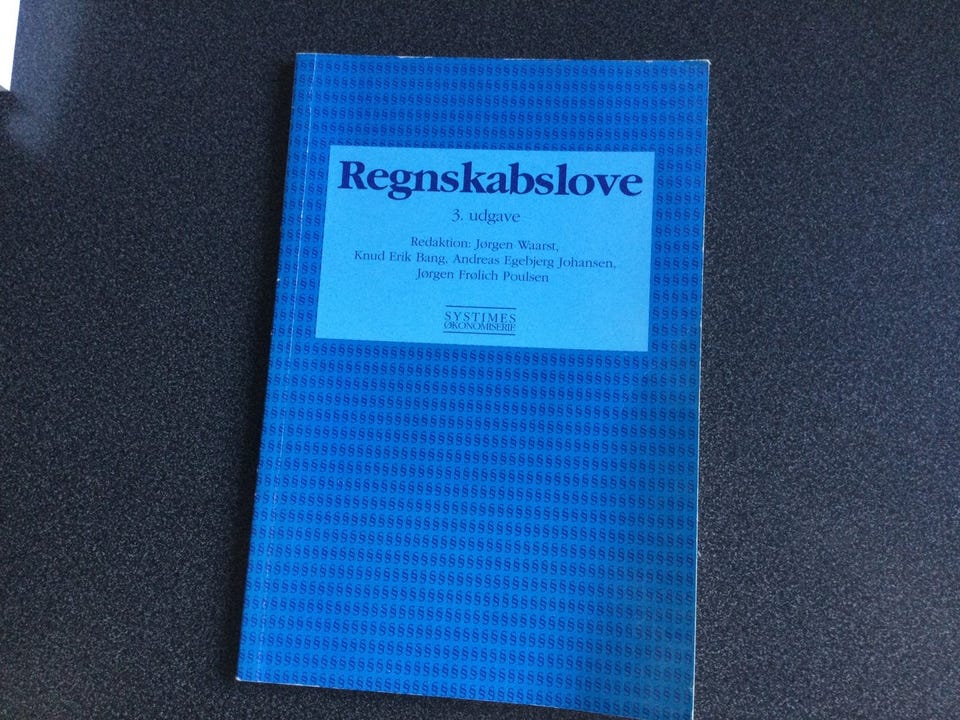 Regnskabslove
3. udgave
Redaktion: Jørgen Waarst,
Knud Erik Bang, Andreas Egebjerg Johansen,
Jørgen Frølich Poulsen
SYSTIMES
ØKONOMISERIE